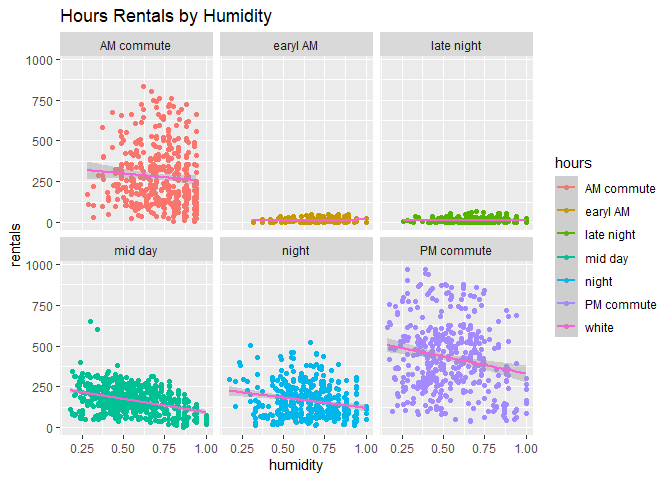 Hours Rentals by Humidity
AM commute
earyl AM
late night
1000
750
500
250
0
mid day
night
PM commute
1000
750
500
250
0
0.25 0.50 0.75 1.00
0.25 0.50 0.75 1.00
0.25 0.50 0.75 1.00
humidity
rentals
hours
AM commute
earyl AM
late night
mid day
night
PM commute
white